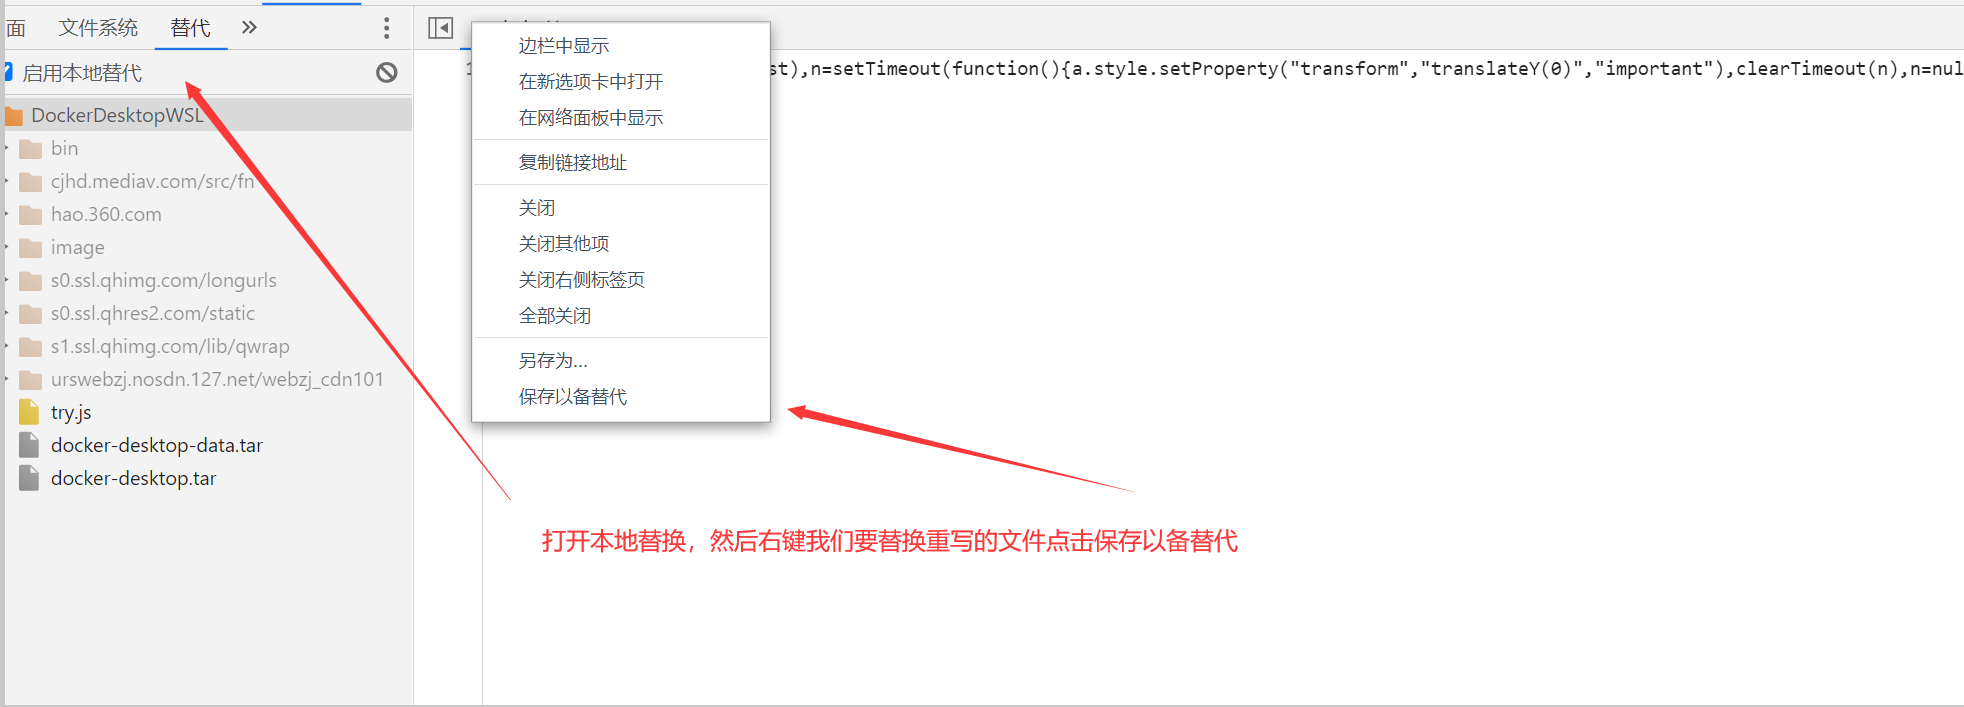 面 文件系统 替代
启用本地替代
DockerDesktopWSL
bin
cjhd.mediav.com/src/fn
hao.360.com
image
s0.ssl.qhimg.com/longurls
s0.ssl.qhres2.com/static
s1.ssl.qhimg.com/lib/qwrap
urswebzj.nosdn.127.net/webzj_cdn101
try.js
docker-desktop-data.tar
docker-desktop.tar
1
st),n=setTimeout(function(){a.style.setProperty("transform","translateY(0)","important"),clearTimeout(n),n=nul
边栏中显示
在新选项卡中打开
在网络面板中显示
复制链接地址
关闭
关闭其他项
关闭右侧标签页
全部关闭
另存为...
保存以备替代
打开本地替换，然后右键我们要替换重写的文件点击保存以备替代